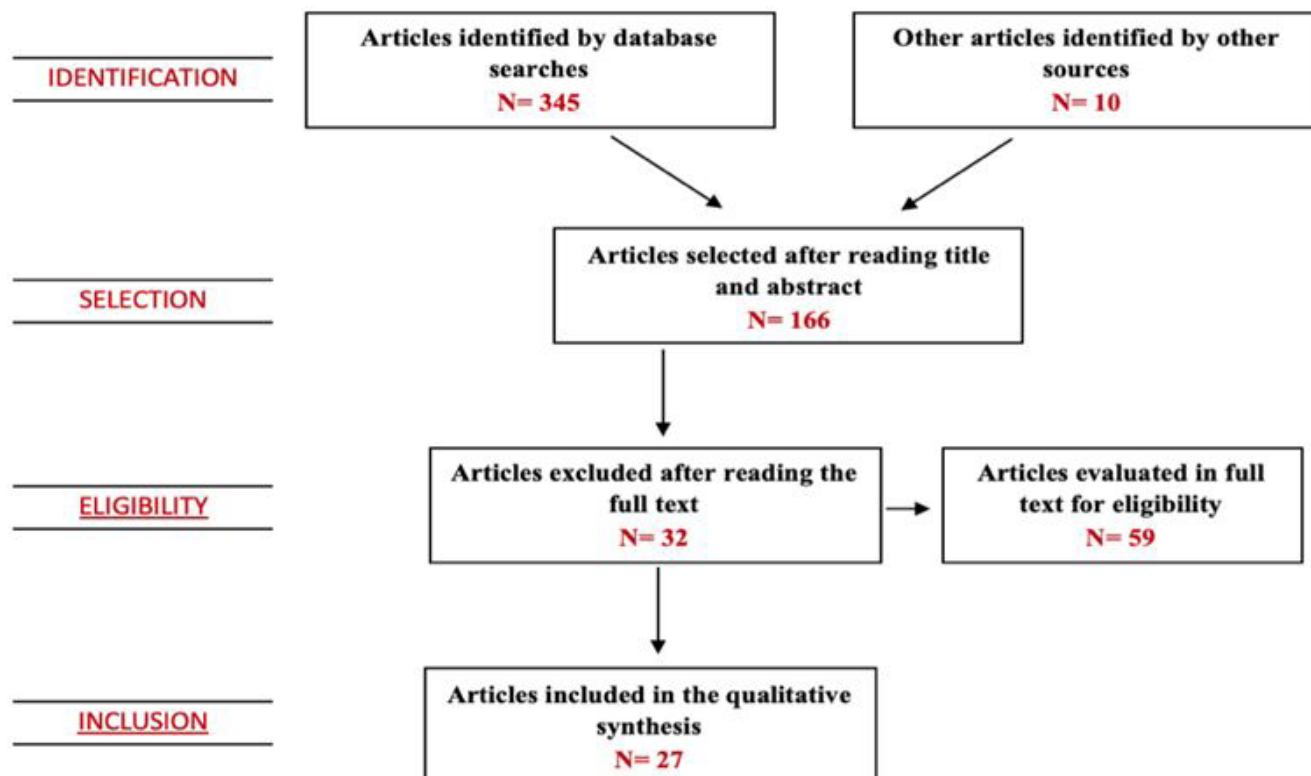 IDENTIFICATION
Articles identified by database
searches
N= 345
Other articles identified by other
sources
N= 10
SELECTION
Articles selected after reading title
and abstract
N= 166
ELIGIBILITY
Articles excluded after reading the
full text
N= 32
Articles evaluated in full
text for eligibility
N= 59
INCLUSION
Articles included in the qualitative
synthesis
N= 27